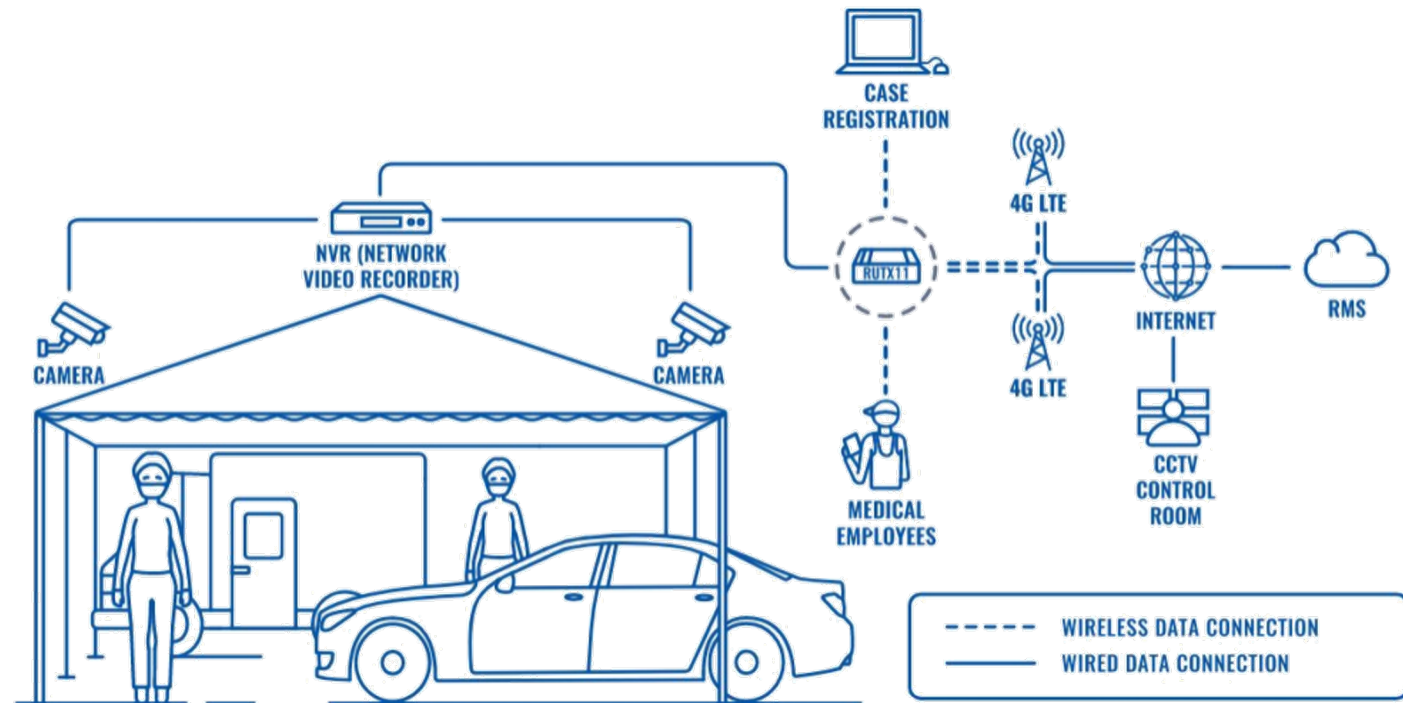 CASE
REGISTRATION
4G LTE
NVR (NETWORK
VIDEO RECORDER)
RUTX11
CAMERA
CAMERA
INTERNET
RMS
4G LTE
MEDICAL
EMPLOYEES
CCTV
CONTROL
ROOM
WIRELESS DATA CONNECTION
WIRED DATA CONNECTION